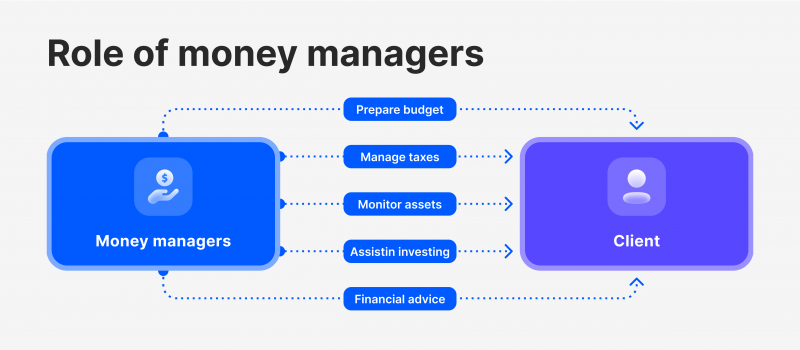 Role of money managers
Prepare budget
Manage taxes
Monitor assets
Assistin investing
Financial advice
$
Money managers
Client